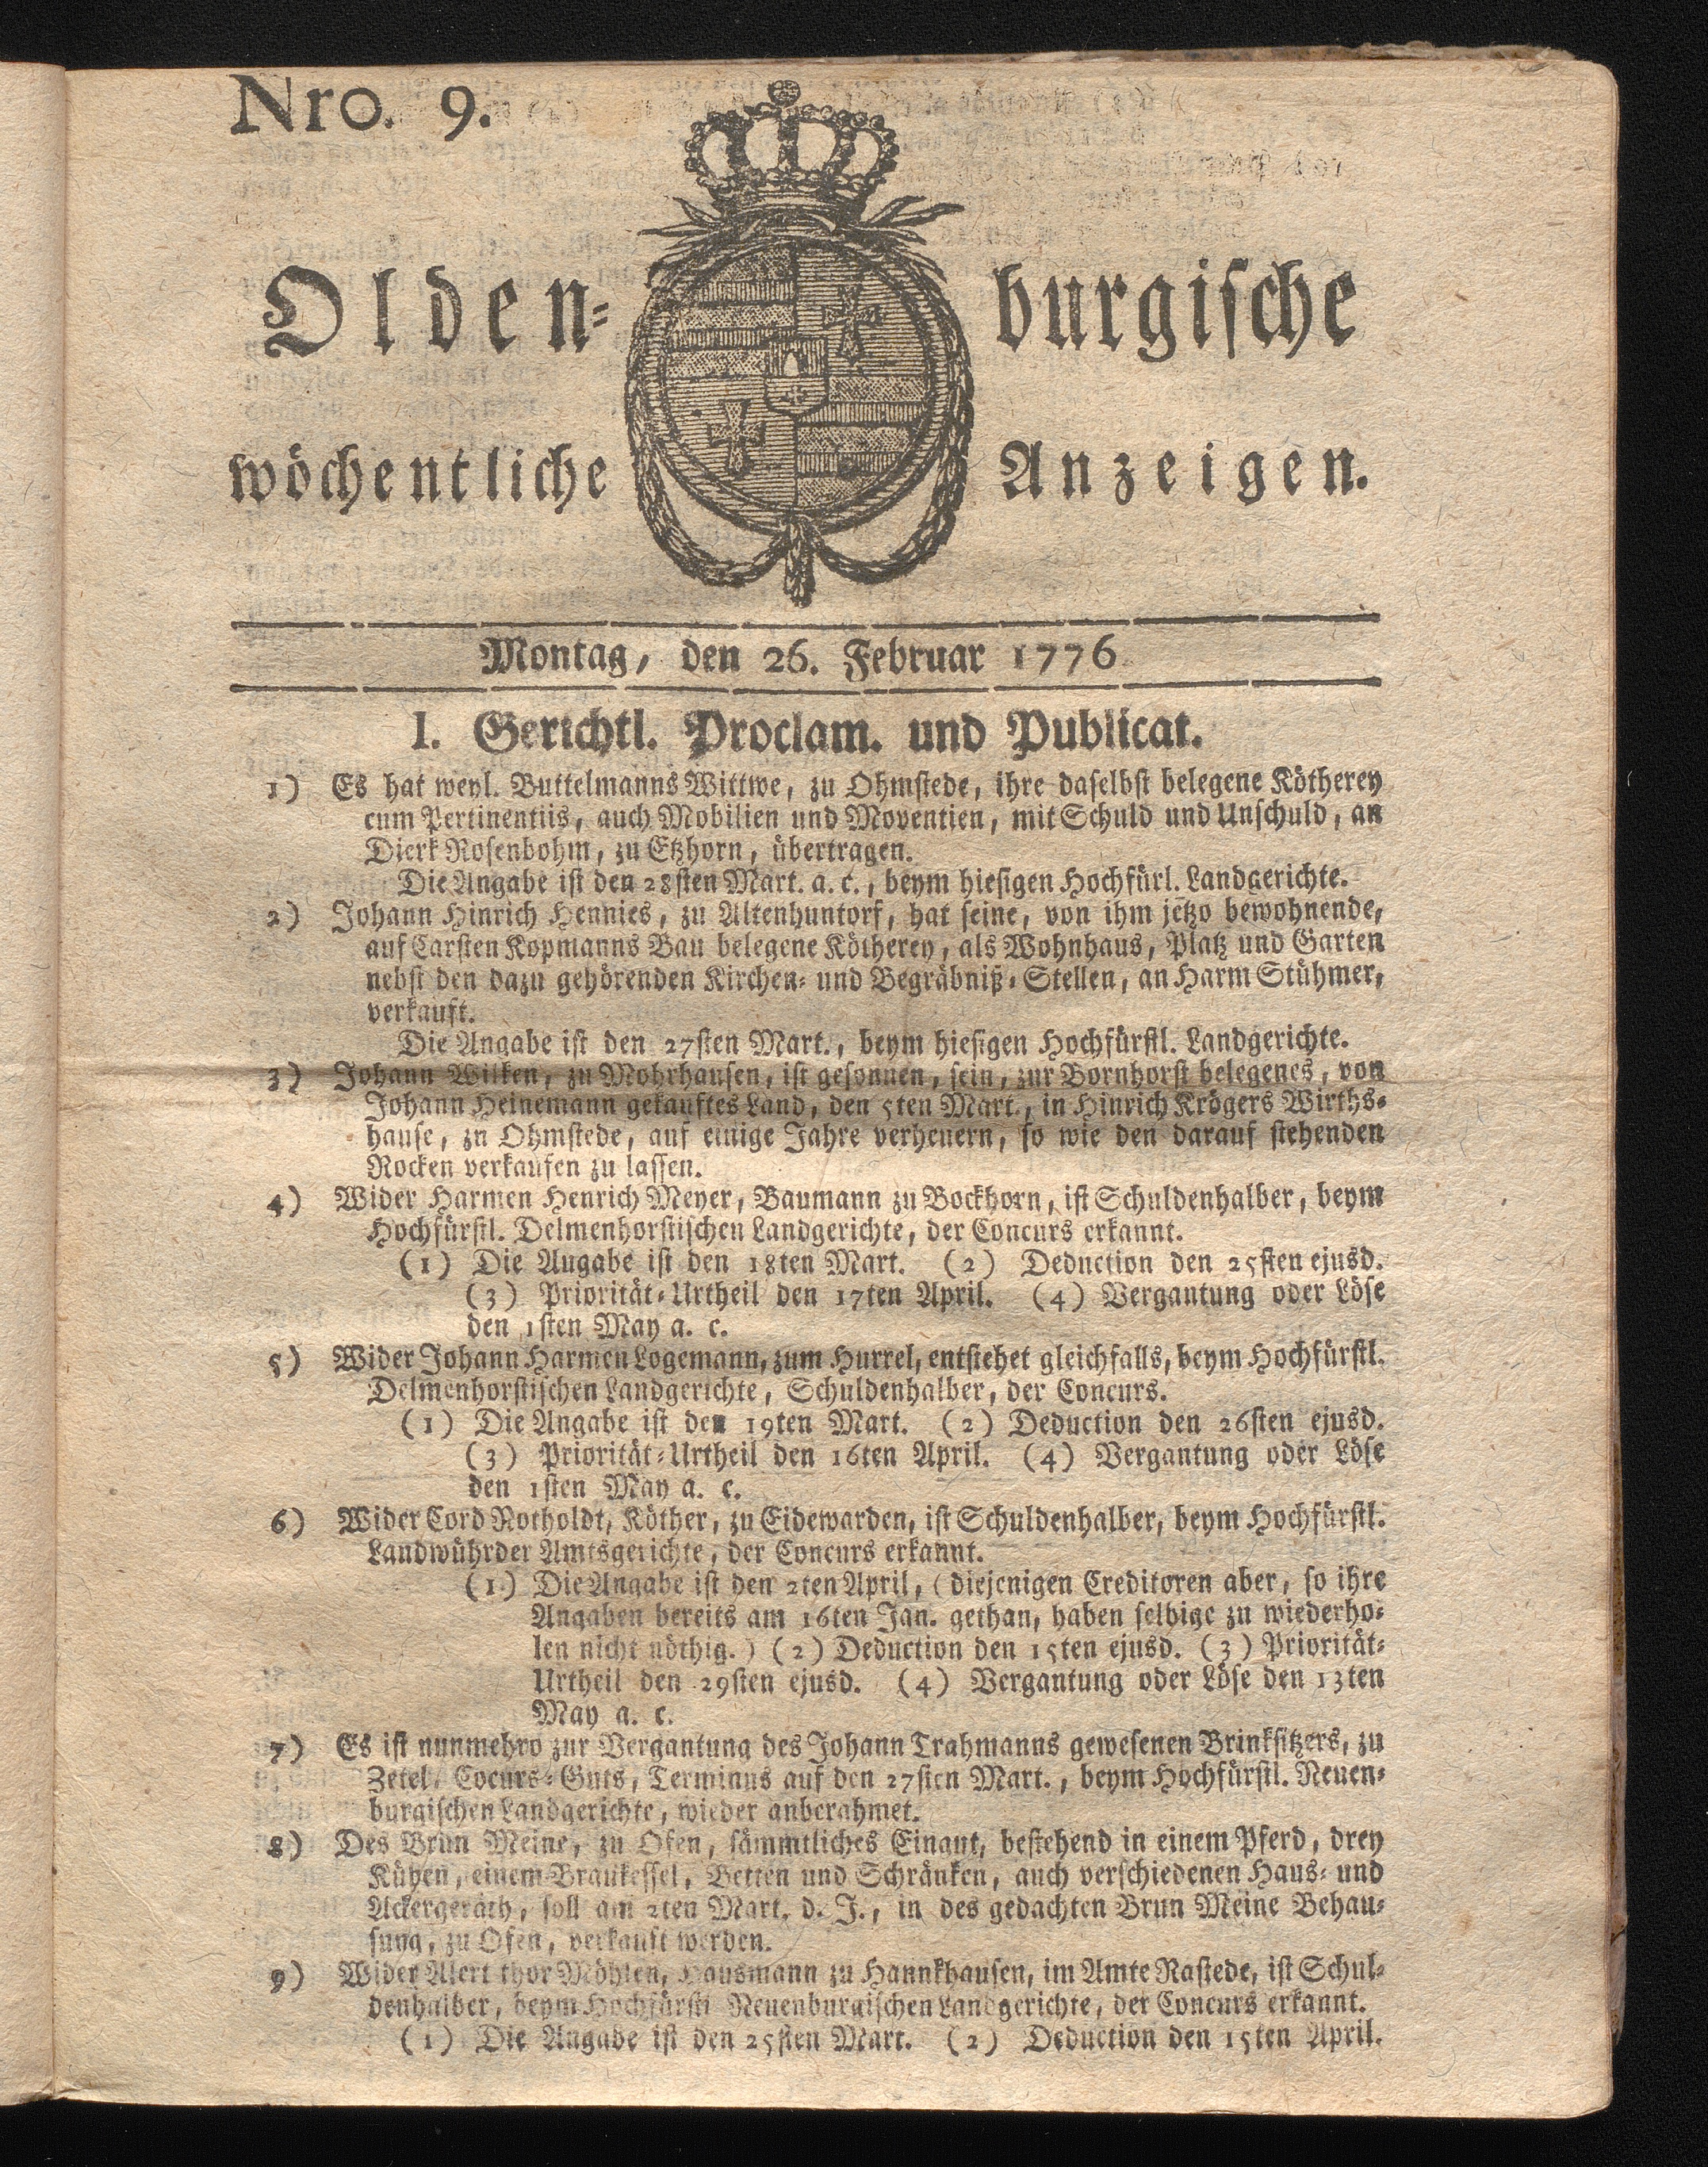 Nro. 9.
Olden- burgische
wöchentliche Anzeigen.
Montag, den 26. Februar 1776
I. Gerichtl. Proclam. und Publicat.
1) Es hat weyl. Buttelmanns Wittwe, zu Ohmstede, ihre daselbst belegene Kötherey
cum Pertinentiis, auch Mobilien und Moventien, mit Schuld und Unschuld, an
Dierk Rosenbohm, zu Etzhorn, übertragen.
Die Angabe ist den 28sten Mart. a. c., beym hiesigen Hochfürl. Landgerichte.
2) Johann Hinrich Hennies, zu Altenhuntorf, hat seine, von ihm jetzo bewohnende,
auf Carsten Kopmanns Bau belegene Kötherey, als Wohnhaus, Platz und Garten
nebst den dazu gehörenden Kirchen- und Begräbniß-Stellen, an Harm Stühmer,
verkauft.
Die Angabe ist den 27sten Mart., beym hiesigen Hochfürstl. Landgerichte.
3) Johann Wilken, zu Mohrhausen, ist gesonnen, sein, zur Bornhorst belegenes, von
Johann Heinemann gekauftes Land, den 5ten Mart., in Hinrich Krögers Wirths-
hause, zu Ohmstede, auf einige Jahre verheuern, so wie den darauf stehenden
Rocken verkaufen zu lassen.
4) Wider Harmen Henrich Meyer, Baumann zu Bockhorn, ist Schuldenhalber, beym
Hochfürstl. Delmenhorstischen Landgerichte, der Concurs erkannt.
(1) Die Augabe ist den 18ten Mart. (2) Deduction den 25sten ejusd.
(3) Priorität-Urtheil den 17ten April. (4) Vergantung oder Löse
den 1sten May a. c.
5) Wider Johann Harmen Logemann, zum Hurrel, entstehet gleichfalls, beym Hochfürstl.
Delmenhorstischen Landgerichte, Schuldenhalber, der Concurs.
(1) Die Angabe ist den 19ten Mart. (2) Deduction den 26sten ejusd.
(3) Priorität-Urtheil den 16ten April. (4) Vergantung oder Löse
den 1sten May a. c.
6) Wider Cord Rotholdt, Köther, zu Eidewarden, ist Schuldenhalber, beym Hochfürstl.
Landwührder Amtsgerichte, der Concurs erkannt.
(1) Die Angabe ist den 2ten April, (diejenigen Creditoren aber, so ihre
Angaben bereits am 16ten Jan. gethan, haben selbige zu wiederho-
len nicht nöthig.) (2) Deduction den 15ten ejusd. (3) Priorität-
Urtheil den 29sten ejusd. (4) Vergantung oder Löse den 13ten
May a. c.
7) Es ist nunmehro zur Vergantung des Johann Trahmanns gewesenen Brinksitzers, zu
Zetel, Cocurs-Guts, Terminus auf den 27sten Mart., beym Hochfürstl. Neuen-
burgischen Landgerichte, wieder anberahmet.
8) Des Brun Meine, zu Ofen, sämmtliches Eingut, bestehend in einem Pferd, drey
Kühen, einem Braukessel, Betten und Schränken, auch verschiedenen Haus- und
Ackergeräth, soll am 2ten Mart. d. J., in des gedachten Brun Meine Behau-
sung, zu Ofen, verkauft werden.
9) Wider Alert thor Möhlen, Hausmann zu Hannkhausen, im Amte Rastede, ist Schul-
denhalber, beym Hochfürstl Neuenburgischen Landgerichte, der Concurs erkannt.
(1) Die Angabe ist den 25sten Mart. (2) Deduction den 15ten April.